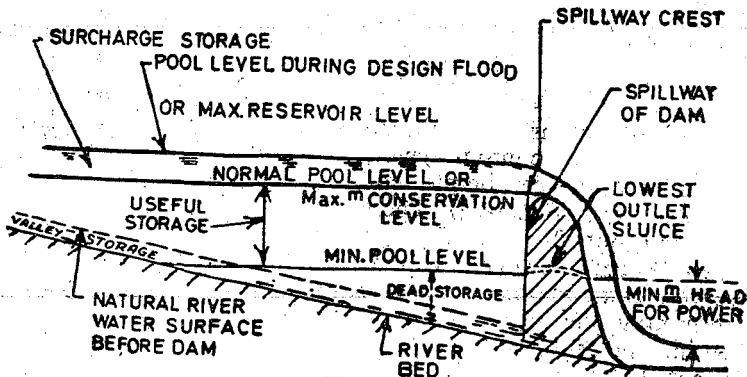 SPILLWAY CREST
SURCHARGE STORAGE
POOL LEVEL DURING DESIGN FLOOD
OR MAX.RESERVOIR LEVEL
SPILLWAY
OF DAM
NORMAL POOL LEVEL OR
Max.m CONSERVATION
LEVEL
USEFUL
STORAGE
LOWEST
OUTLET
SLUICE
VALLEY STORAGE
MIN. POOL LEVEL
DEAD STORAGE
MINm HEAD
FOR POWER
NATURAL RIVER
WATER SURFACE
BEFORE DAM
RIVER
BED